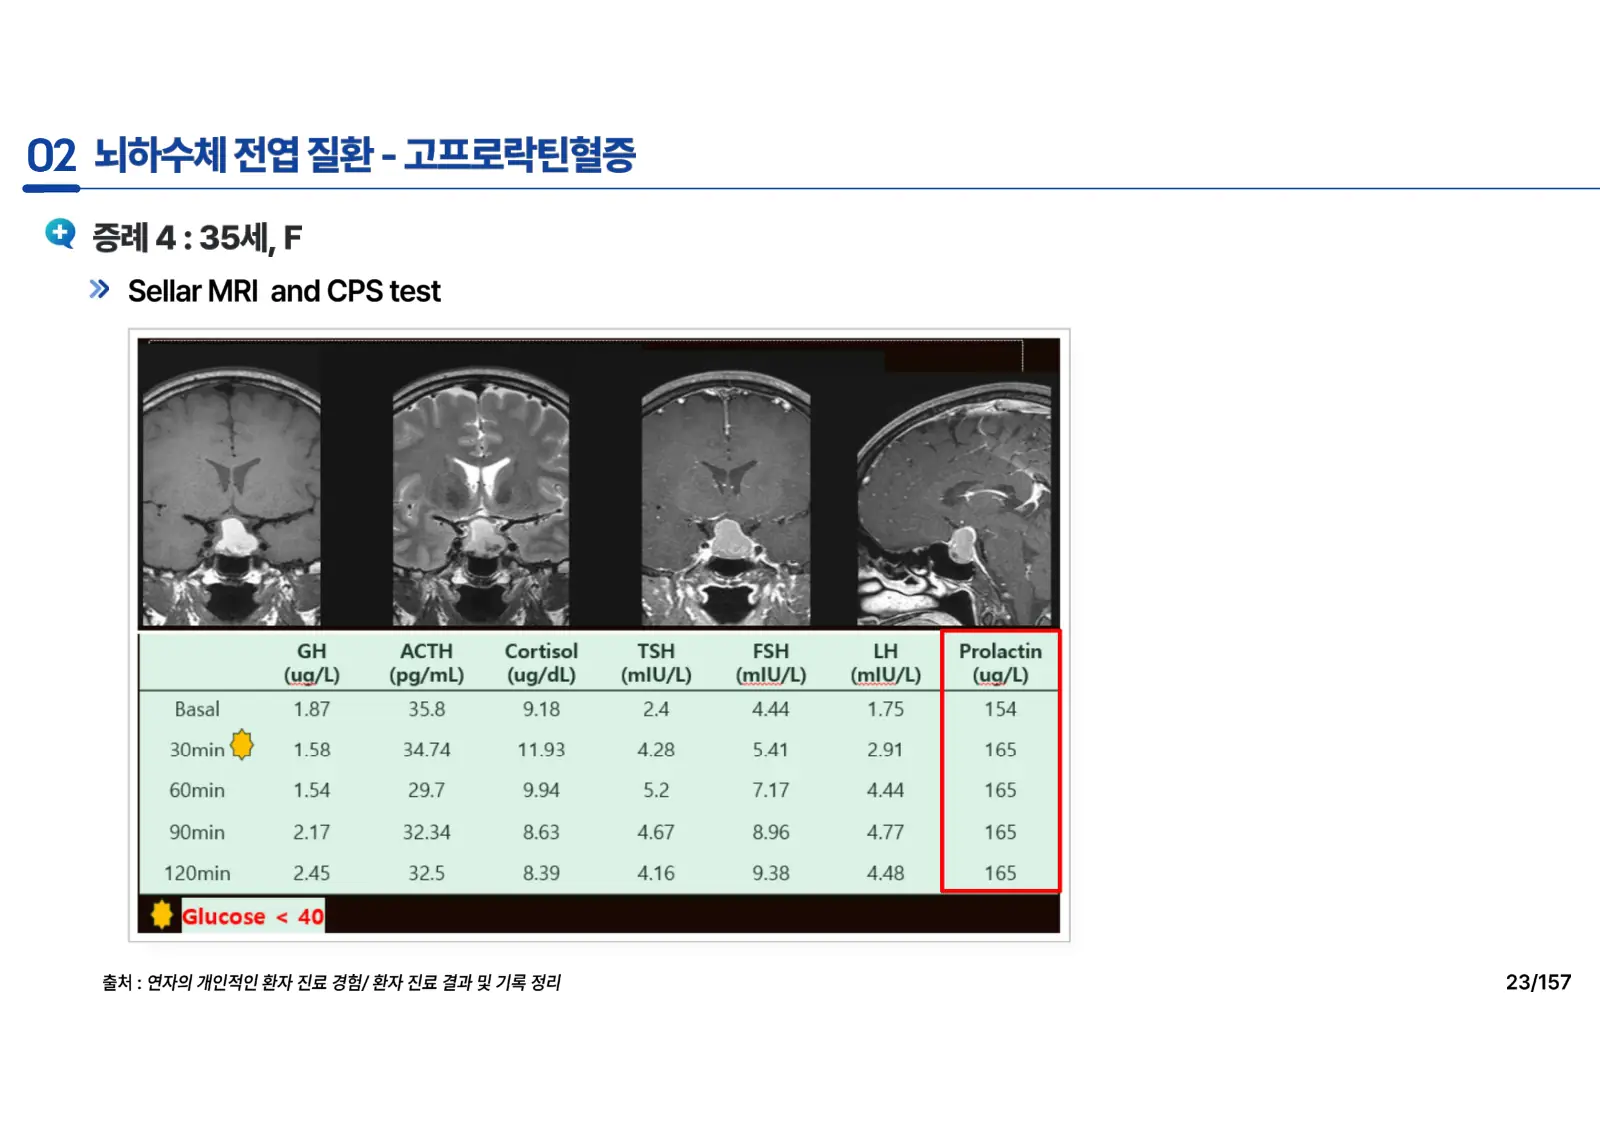 02 뇌하수체 전엽 질환 - 고프로락틴혈증
증례 4 : 35세, F
Sellar MRI and CPS test
GH (ug/L) ACTH (pg/mL) Cortisol (ug/dL) TSH (mIU/L) FSH (mIU/L) LH (mIU/L) Prolactin (ug/L)
Basal 1.87 35.8 9.18 2.4 4.44 1.75 154
30min 1.58 34.74 11.93 4.28 5.41 2.91 165
60min 1.54 29.7 9.94 5.2 7.17 4.44 165
90min 2.17 32.34 8.63 4.67 8.96 4.77 165
120min 2.45 32.5 8.39 4.16 9.38 4.48 165
Glucose < 40
출처 : 연자의 개인적인 환자 진료 경험/ 환자 진료 결과 및 기록 정리
23/157